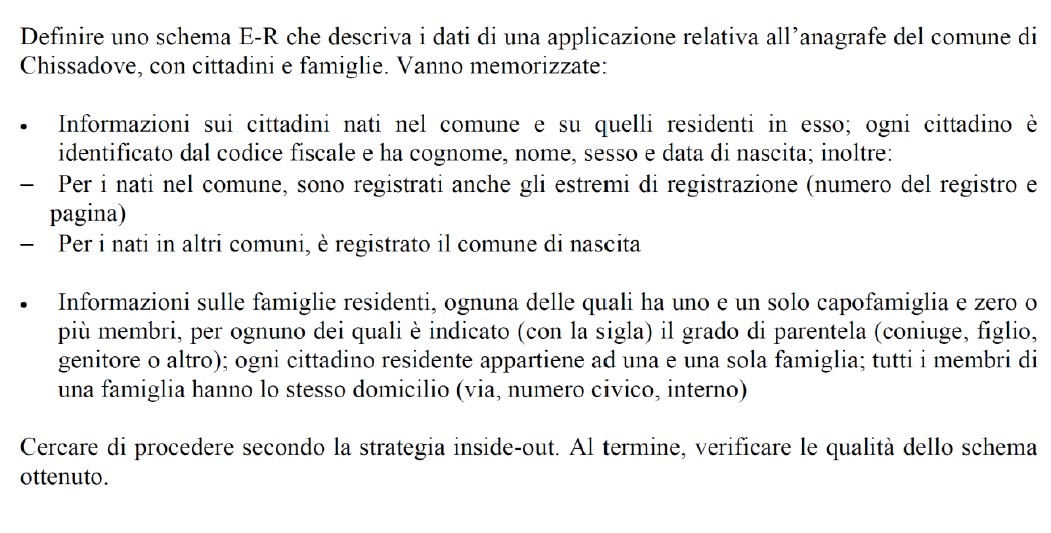 Definire uno schema E-R che descriva i dati di una applicazione relativa all'anagrafe del comune di
Chissadove, con cittadini e famiglie. Vanno memorizzate:
• Informazioni sui cittadini nati nel comune e su quelli residenti in esso; ogni cittadino è
identificato dal codice fiscale e ha cognome, nome, sesso e data di nascita; inoltre:
– Per i nati nel comune, sono registrati anche gli estremi di registrazione (numero del registro e
pagina)
– Per i nati in altri comuni, è registrato il comune di nascita
• Informazioni sulle famiglie residenti, ognuna delle quali ha uno e un solo capofamiglia e zero o
più membri, per ognuno dei quali è indicato (con la sigla) il grado di parentela (coniuge, figlio,
genitore o altro); ogni cittadino residente appartiene ad una e una sola famiglia; tutti i membri di
una famiglia hanno lo stesso domicilio (via, numero civico, interno)
Cercare di procedere secondo la strategia inside-out. Al termine, verificare le qualità dello schema
ottenuto.